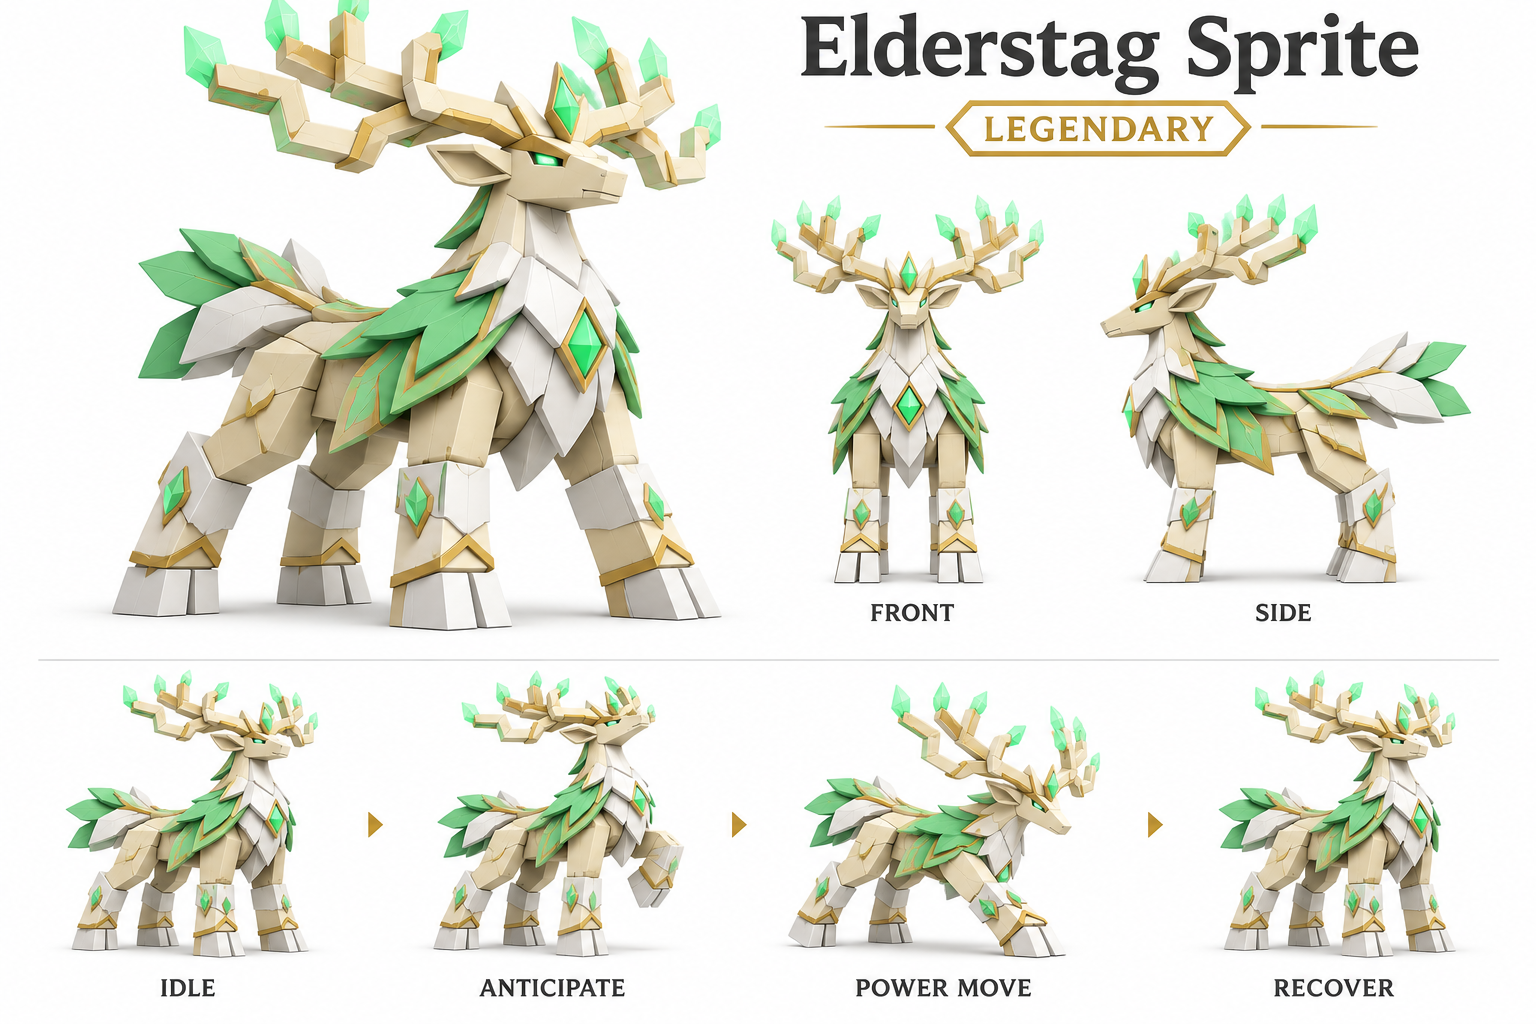 Elderstag Sprite
LEGENDARY
FRONT
SIDE
IDLE
ANTICIPATE
POWER MOVE
RECOVER